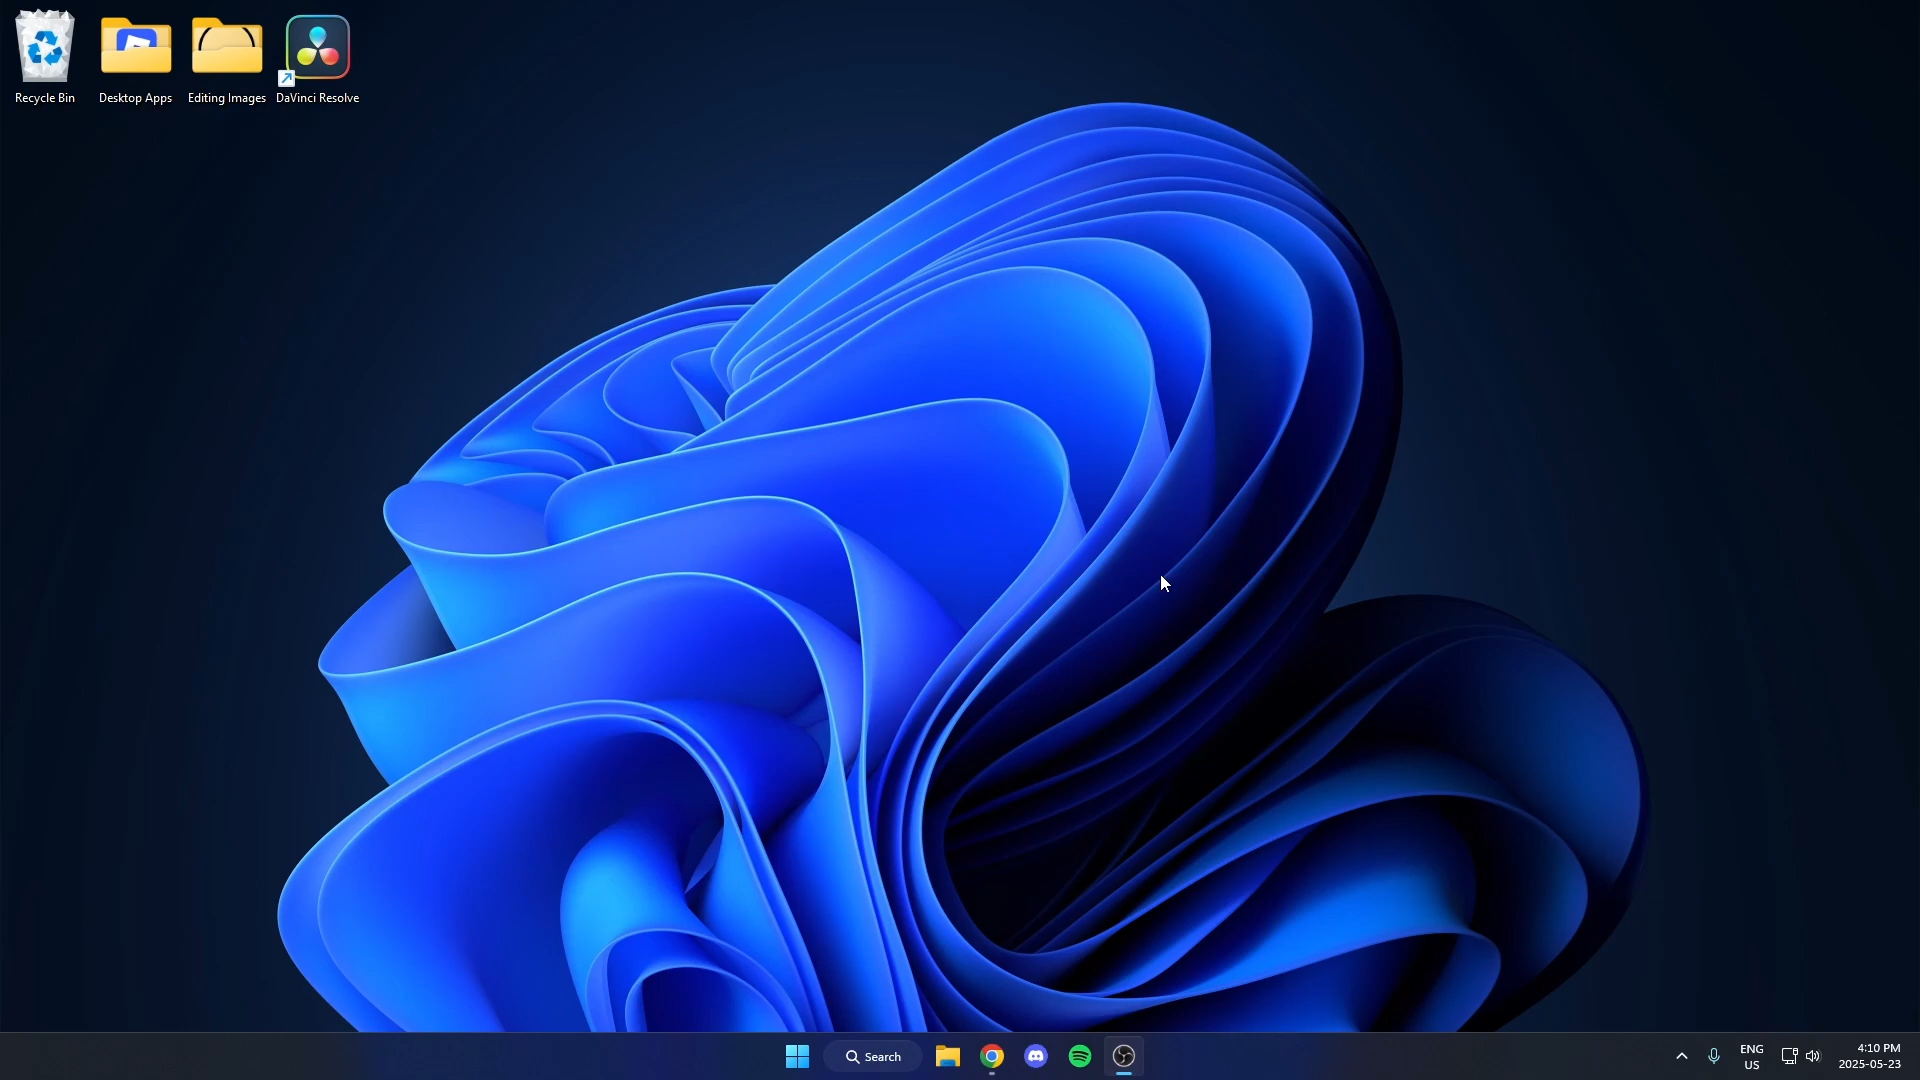 Recycle Bin
Desktop Apps
Editing Images
DaVinci Resolve
Search
ENG
US
4:10 PM
2025-05-23